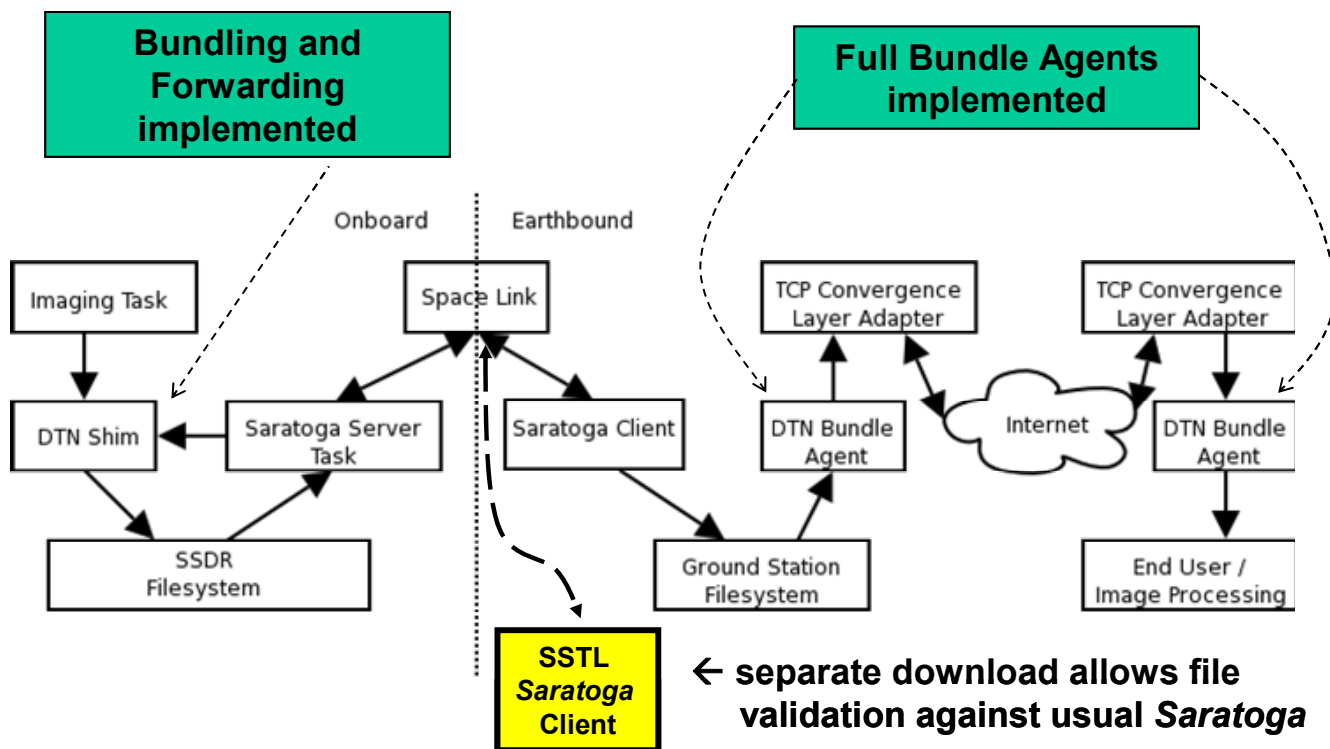 Bundling and
Forwarding
implemented
Full Bundle Agents
implemented
Onboard
Earthbound
Imaging Task
Space Link
TCP Convergence
Layer Adapter
TCP Convergence
Layer Adapter
DTN Shim
Saratoga Server
Task
Saratoga Client
DTN Bundle
Agent
Internet
DTN Bundle
Agent
SSDR
Filesystem
Ground Station
Filesystem
End User /
Image Processing
SSTL
Saratoga
Client
← separate download allows file
validation against usual Saratoga